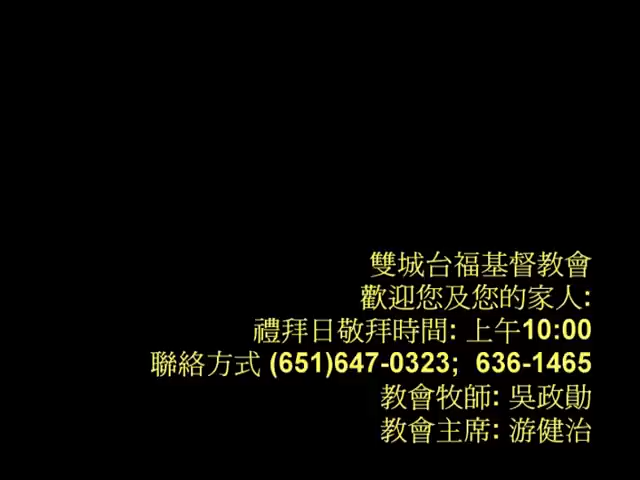 雙城台福基督教會
歡迎您及您的家人:
禮拜日敬拜時間: 上午10:00
聯絡方式 (651)647-0323;  636-1465
教會牧師: 吳政勛
教會主席: 游健治